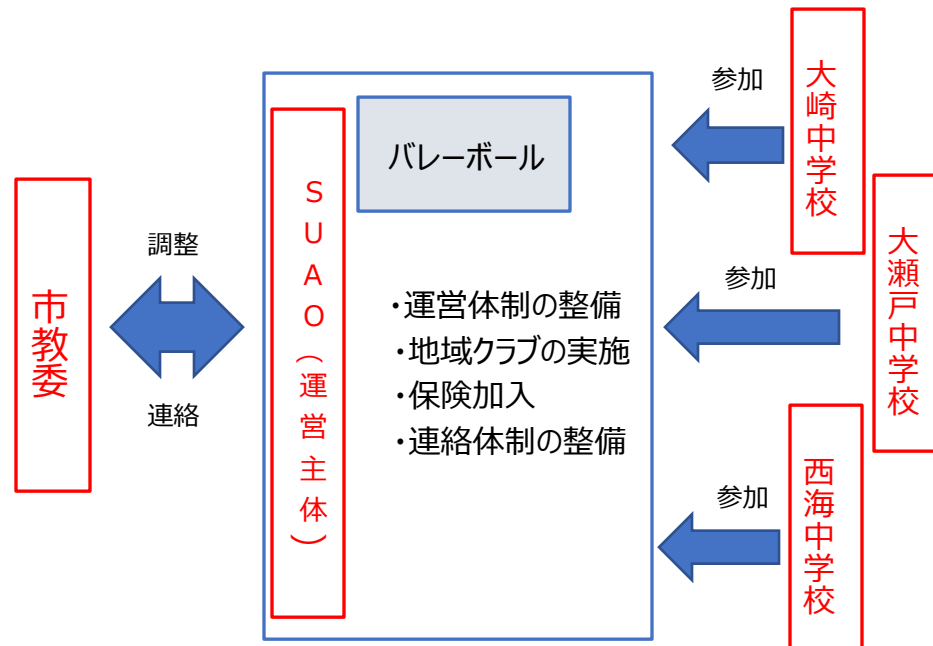 市教委
調整
連絡
SUAO（運営主体）
バレーボール
・運営体制の整備
・地域クラブの実施
・保険加入
・連絡体制の整備
参加
大崎中学校
参加
大瀬戸中学校
参加
西海中学校